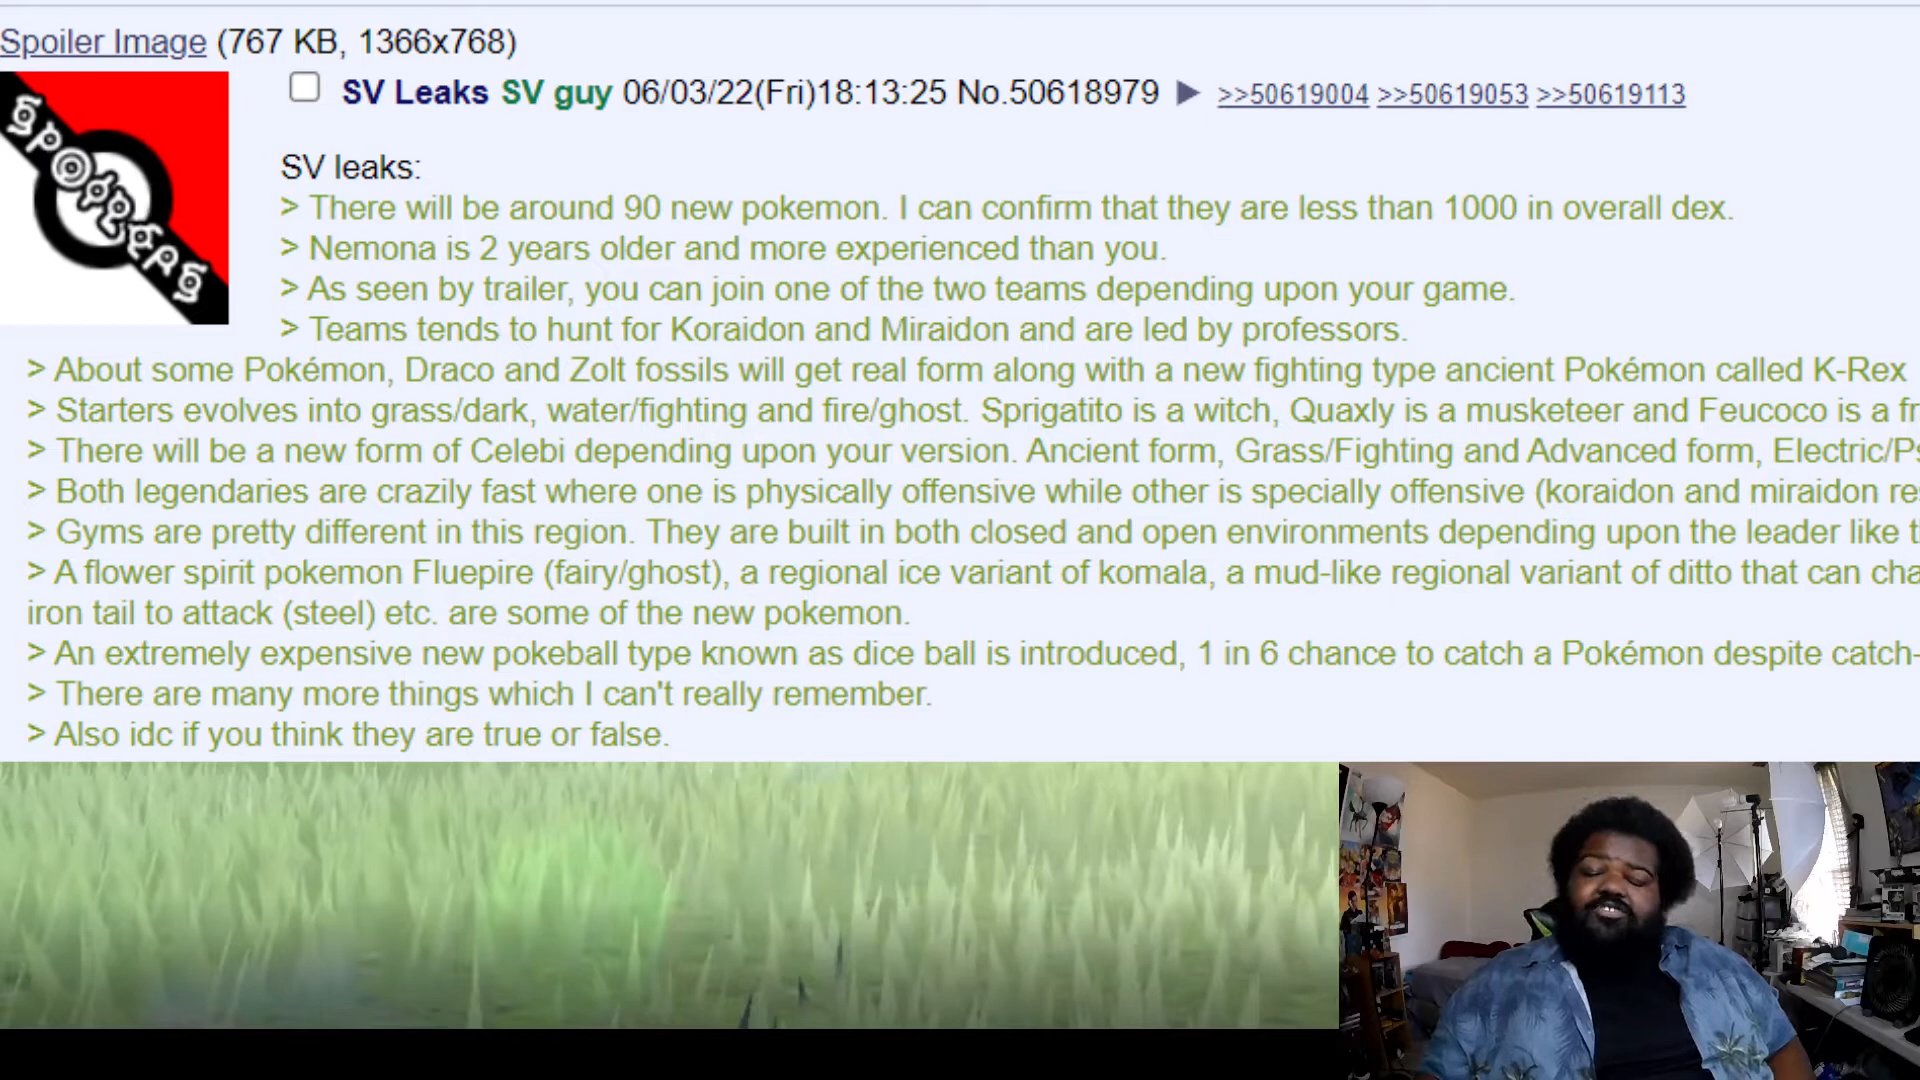 Spoiler Image (767 KB, 1366x768)
SV Leaks SV guy 06/03/22(Fri)18:13:25 No.50618979 ▶ >>50619004 >>50619053 >>50619113
SPOILERS
SV leaks:
> There will be around 90 new pokemon. I can confirm that they are less than 1000 in overall dex.
> Nemona is 2 years older and more experienced than you.
> As seen by trailer, you can join one of the two teams depending upon your game.
> Teams tends to hunt for Koraidon and Miraidon and are led by professors.
> About some Pokémon, Draco and Zolt fossils will get real form along with a new fighting type ancient Pokémon called K-Rex
> Starters evolves into grass/dark, water/fighting and fire/ghost. Sprigatito is a witch, Quaxly is a musketeer and Feucoco is a fr
> There will be a new form of Celebi depending upon your version. Ancient form, Grass/Fighting and Advanced form, Electric/Ps
> Both legendaries are crazily fast where one is physically offensive while other is specially offensive (koraidon and miraidon re
> Gyms are pretty different in this region. They are built in both closed and open environments depending upon the leader like t
> A flower spirit pokemon Fluepire (fairy/ghost), a regional ice variant of komala, a mud-like regional variant of ditto that can cha
iron tail to attack (steel) etc. are some of the new pokemon.
> An extremely expensive new pokeball type known as dice ball is introduced, 1 in 6 chance to catch a Pokémon despite catch-
> There are many more things which I can't really remember.
> Also idc if you think they are true or false.